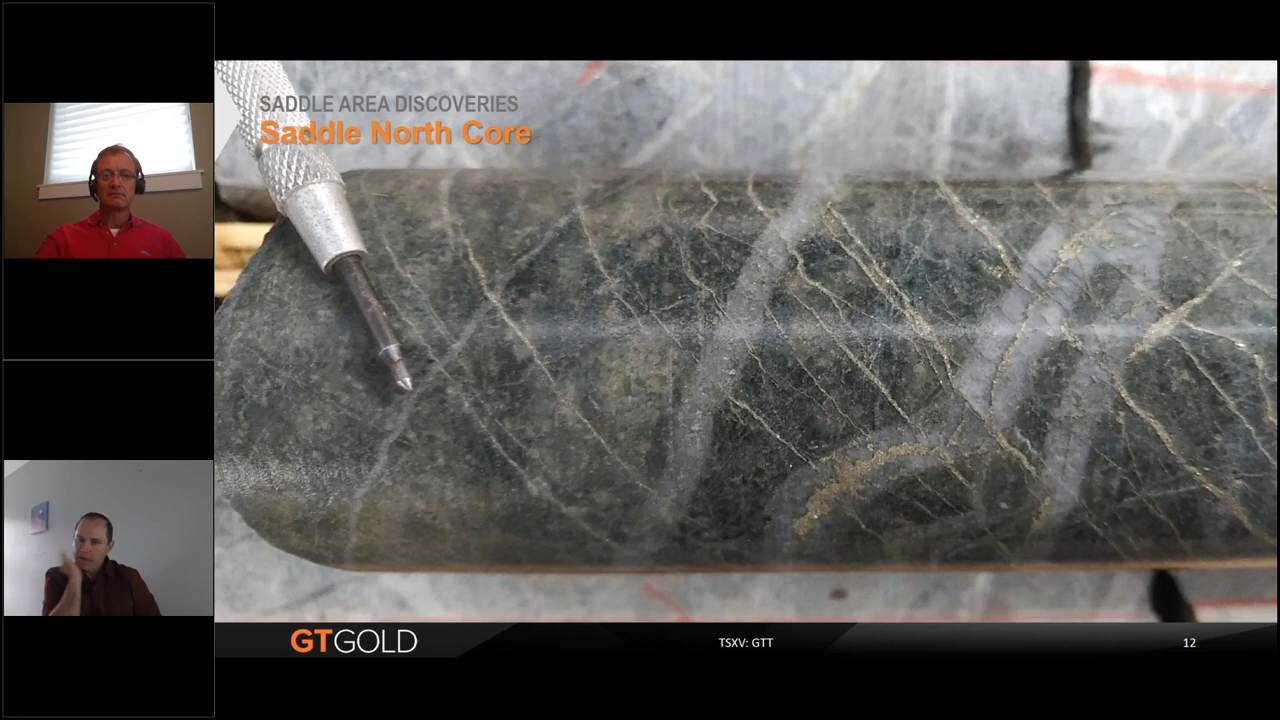 SADDLE AREA DISCOVERIES
Saddle North Core
GTGOLD
TSXV: GTT
12